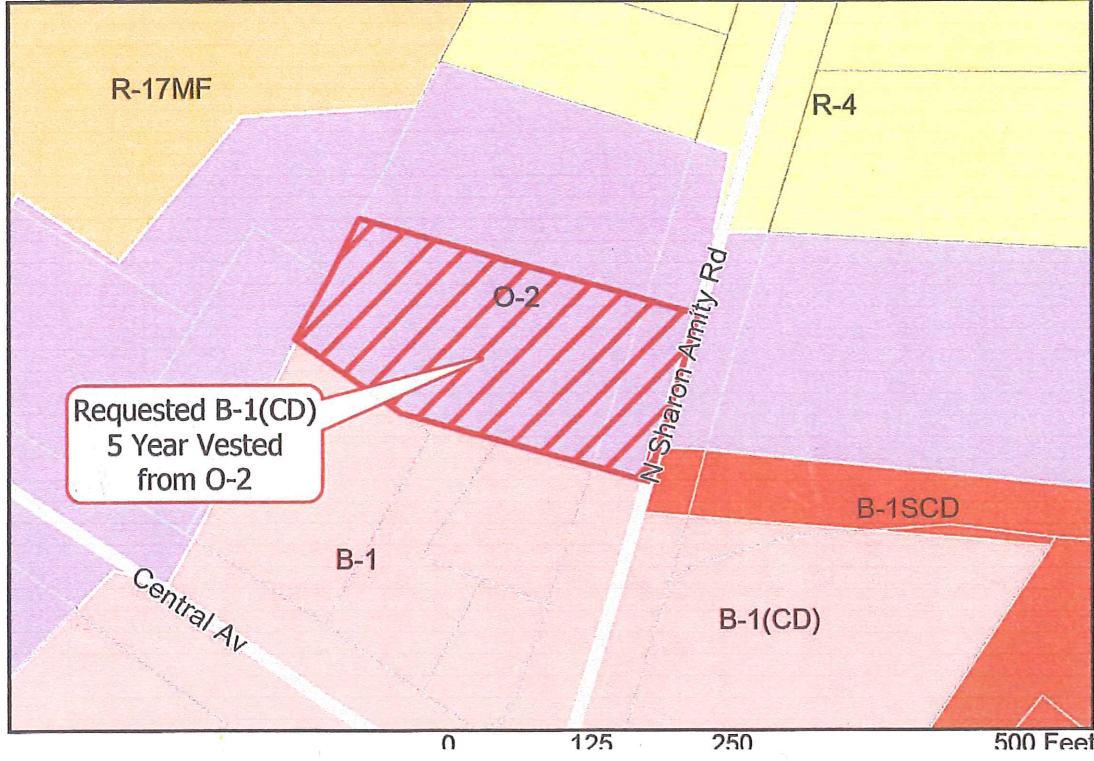 R-17MF
R-4
O-2
N Sharon Amity Rd
Requested B-1(CD)
5 Year Vested
from O-2
B-1SCD
B-1
Central Av
B-1(CD)
0 125 250 500 Feet